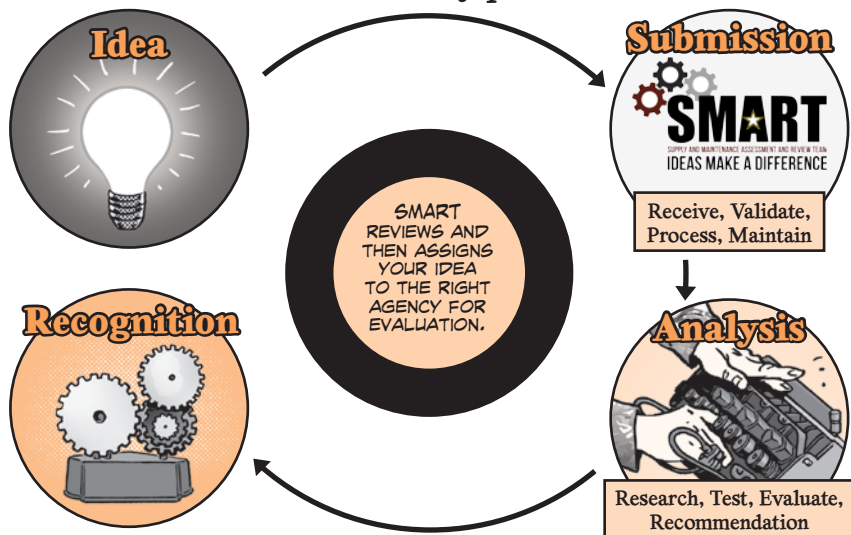 Idea
Submission
SMART
SUPPLY AND MAINTENANCE ASSESSMENT AND REVIEW TEAM
IDEAS MAKE A DIFFERENCE
Receive, Validate,
Process, Maintain
SMART
REVIEWS AND
THEN ASSIGNS
YOUR IDEA
TO THE RIGHT
AGENCY FOR
EVALUATION.
Recognition
Analysis
Research, Test, Evaluate,
Recommendation